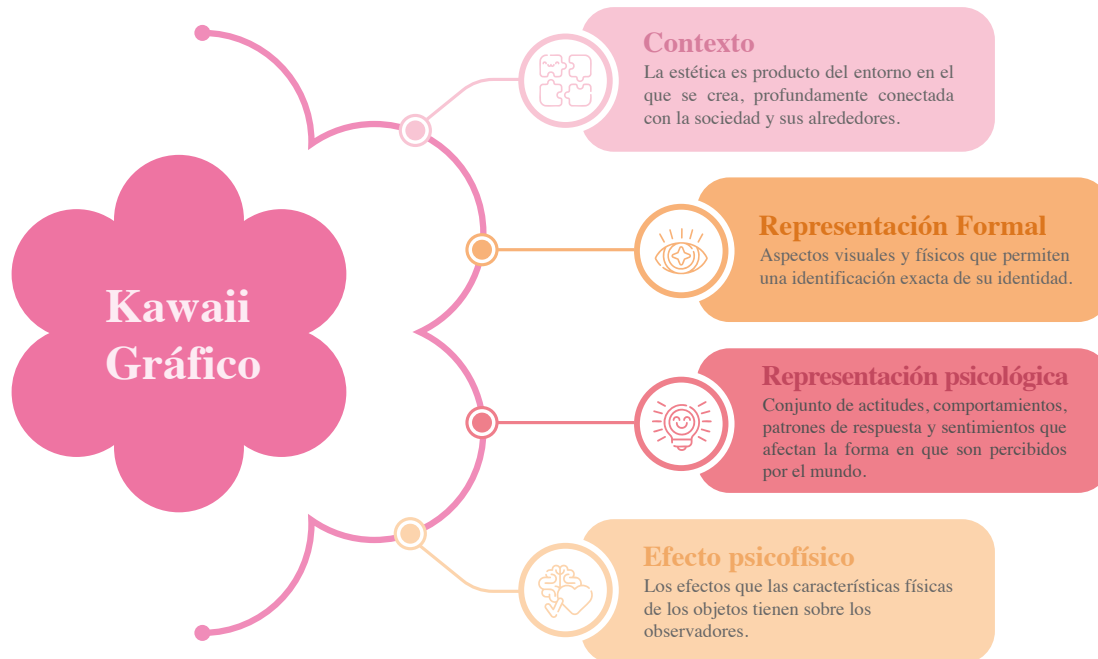 Kawaii
Gráfico
Contexto
La estética es producto del entorno en el
que se crea, profundamente conectada
con la sociedad y sus alrededores.
Representación Formal
Aspectos visuales y físicos que permiten
una identificación exacta de su identidad.
Representación psicológica
Conjunto de actitudes, comportamientos,
patrones de respuesta y sentimientos que
afectan la forma en que son percibidos
por el mundo.
Efecto psicofísico
Los efectos que las características físicas
de los objetos tienen sobre los
observadores.